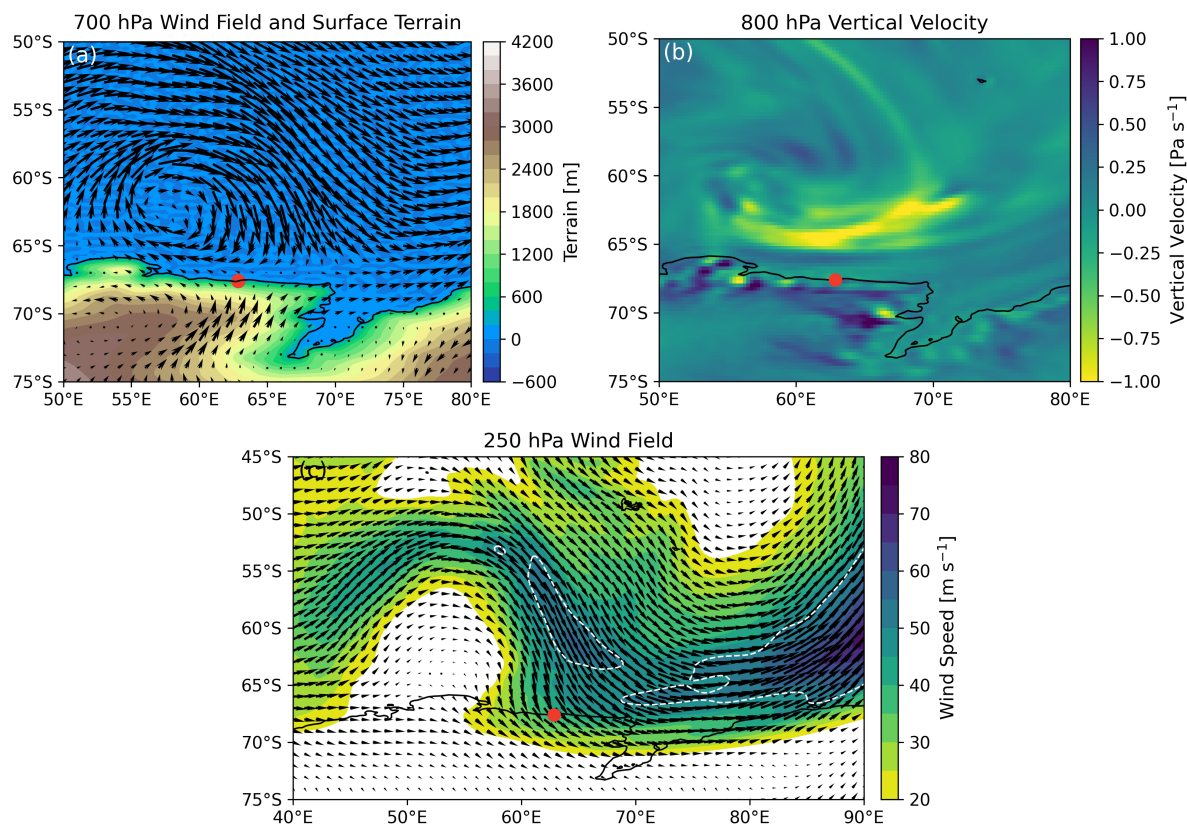 700 hPa Wind Field and Surface Terrain
(a)
50°S
55°S
60°S
65°S
70°S
75°S
50°E 55°E 60°E 65°E 70°E 75°E 80°E
4200
3600
3000
2400
1800
1200
600
0
−600
Terrain [m]
800 hPa Vertical Velocity
(b)
50°S
55°S
60°S
65°S
70°S
75°S
50°E 60°E 70°E 80°E
1.00
0.75
0.50
0.25
0.00
−0.25
−0.50
−0.75
−1.00
Vertical Velocity [Pa s⁻¹]
250 hPa Wind Field
(c)
45°S
50°S
55°S
60°S
65°S
70°S
75°S
40°E 50°E 60°E 70°E 80°E 90°E
80
70
60
50
40
30
20
Wind Speed [m s⁻¹]